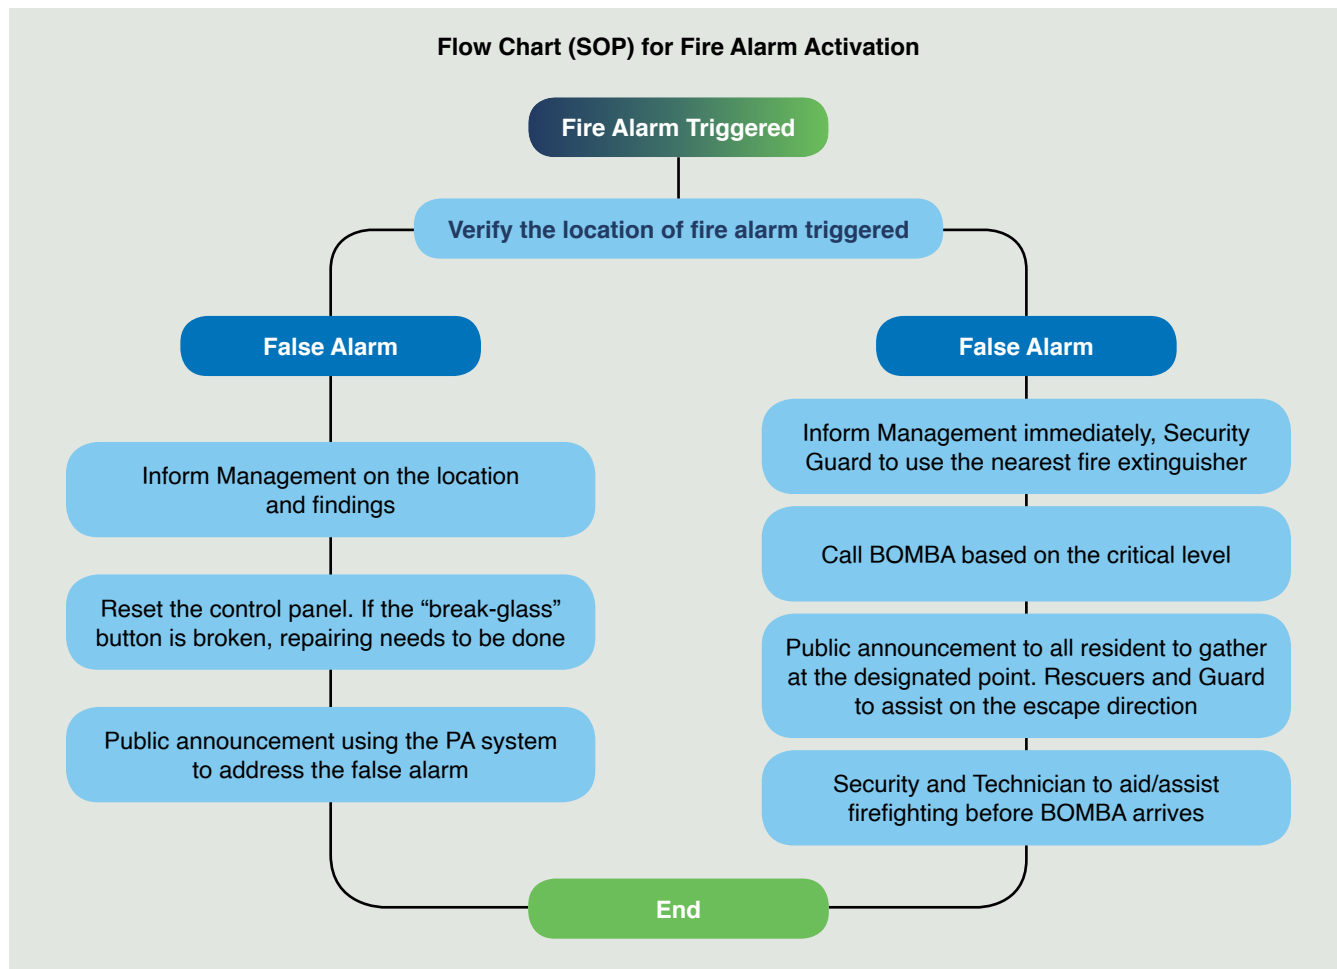 Flow Chart (SOP) for Fire Alarm Activation
Fire Alarm Triggered
Verify the location of fire alarm triggered
False Alarm
Inform Management on the location
and findings
Reset the control panel. If the “break-glass”
button is broken, repairing needs to be done
Public announcement using the PA system
to address the false alarm
False Alarm
Inform Management immediately, Security
Guard to use the nearest fire extinguisher
Call BOMBA based on the critical level
Public announcement to all resident to gather
at the designated point. Rescuers and Guard
to assist on the escape direction
Security and Technician to aid/assist
firefighting before BOMBA arrives
End